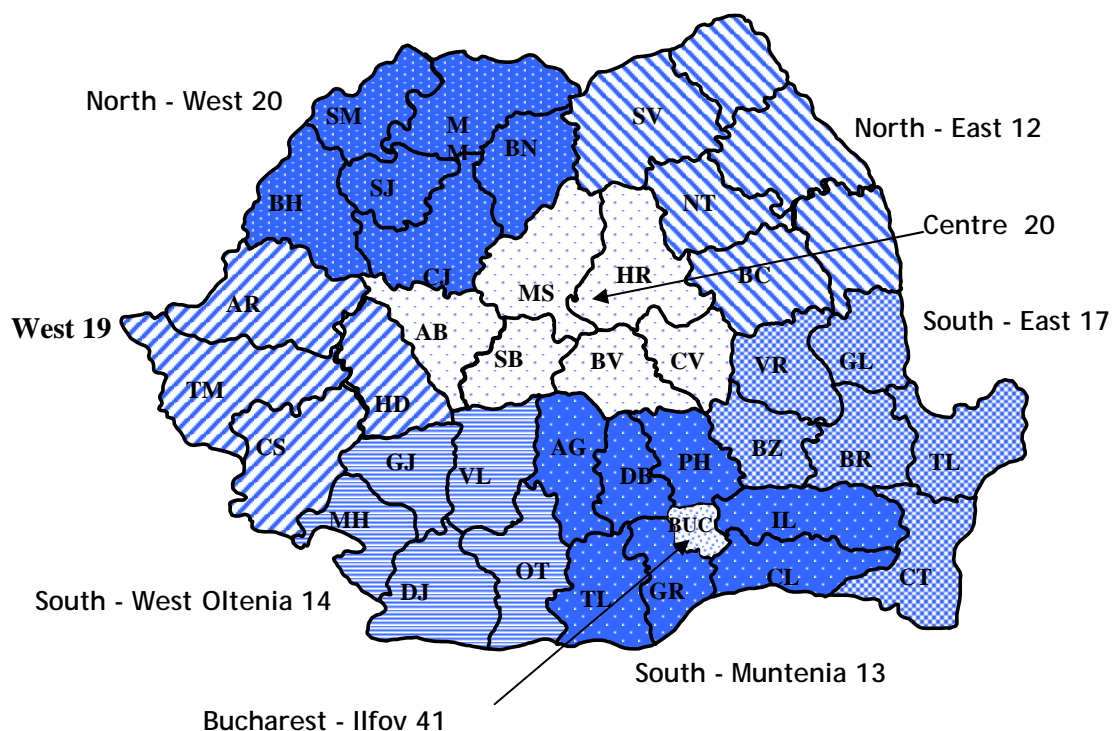 North - West 20
SM
M
M
BN
SV
North - East 12
SJ
BH
NT
Centre 20
CJ
HR
BC
MS
AR
West 19
AB
South - East 17
SB
BV
CV
VR
GL
TM
HD
CS
GJ
VL
AG
DB
PH
BZ
BR
TL
MH
BUC
IL
OT
DJ
TL
GR
CL
CT
South - West Oltenia 14
South - Muntenia 13
Bucharest - Ilfov 41